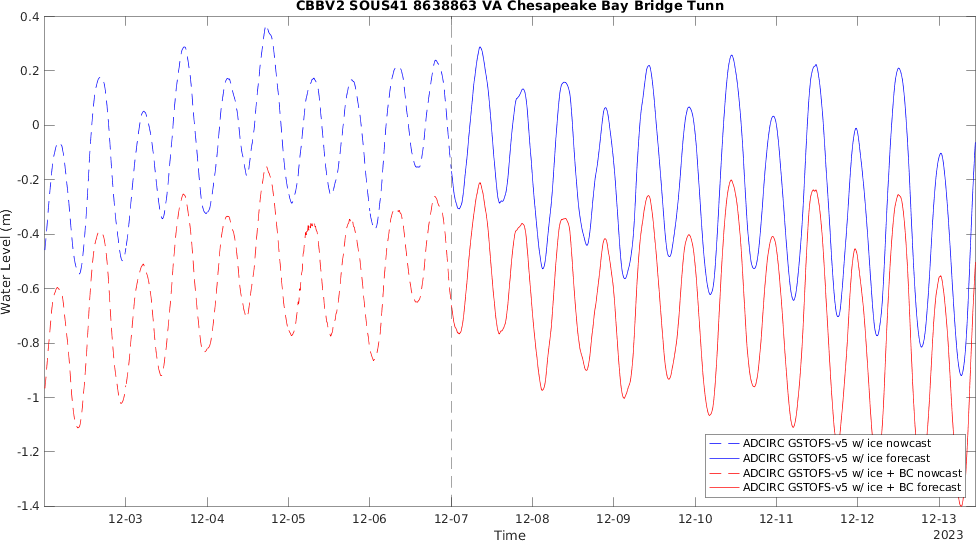 CBBV2 SOUS41 8638863 VA Chesapeake Bay Bridge Tunn
Water Level (m)
0.4
0.2
0
-0.2
-0.4
-0.6
-0.8
-1
-1.2
-1.4
ADCIRC GSTOFS-v5 w/ ice nowcast
ADCIRC GSTOFS-v5 w/ ice forecast
ADCIRC GSTOFS-v5 w/ ice + BC nowcast
ADCIRC GSTOFS-v5 w/ ice + BC forecast
12-03 12-04 12-05 12-06 12-07 12-08 12-09 12-10 12-11 12-12 12-13
Time
2023